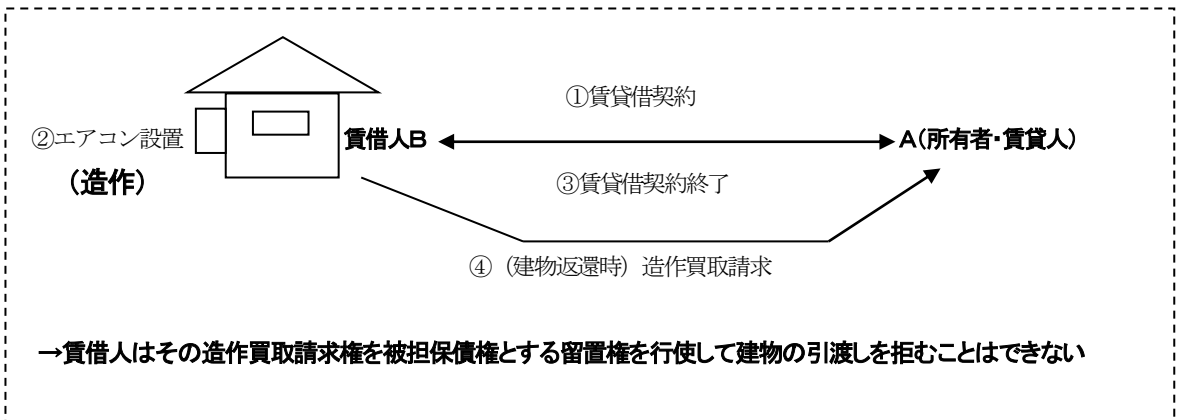 ①賃貸借契約
②エアコン設置
(造作)
賃借人B
A(所有者・賃貸人)
③賃貸借契約終了
④（建物返還時）造作買取請求
→賃借人はその造作買取請求権を被担保債権とする留置権を行使して建物の引渡しを拒むことはできない